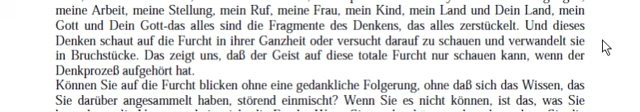 meine Arbeit, meine Stellung, mein Ruf, meine Frau, mein Kind, mein Land und Dein Land, mein
Gott und Dein Gott-das alles sind die Fragmente des Denkens, das alles zerstückelt. Und dieses
Denken schaut auf die Furcht in ihrer Ganzheit oder versucht darauf zu schauen und verwandelt sie
in Bruchstücke. Das zeigt uns, daß der Geist auf diese totale Furcht nur schauen kann, wenn der
Denkprozeß aufgehört hat.
Können Sie auf die Furcht blicken ohne eine gedankliche Folgerung, ohne daß sich das Wissen, das
Sie darüber angesammelt haben, störend einmischt? Wenn Sie es nicht können, ist das, was Sie